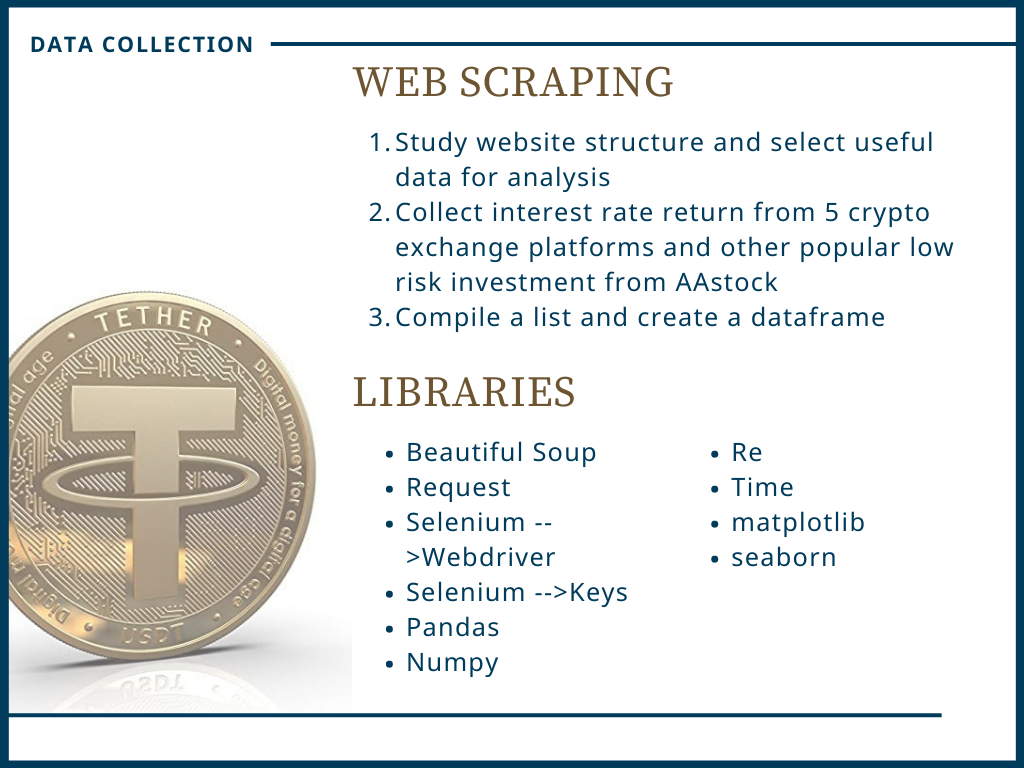 DATA COLLECTION
WEB SCRAPING
1. Study website structure and select useful
data for analysis
2. Collect interest rate return from 5 crypto
exchange platforms and other popular low
risk investment from AAstock
3. Compile a list and create a dataframe
LIBRARIES
• Beautiful Soup
• Request
• Selenium --
>Webdriver
• Selenium -->Keys
• Pandas
• Numpy
• Re
• Time
• matplotlib
• seaborn
TETHER
Digital money for a digital age
USDT